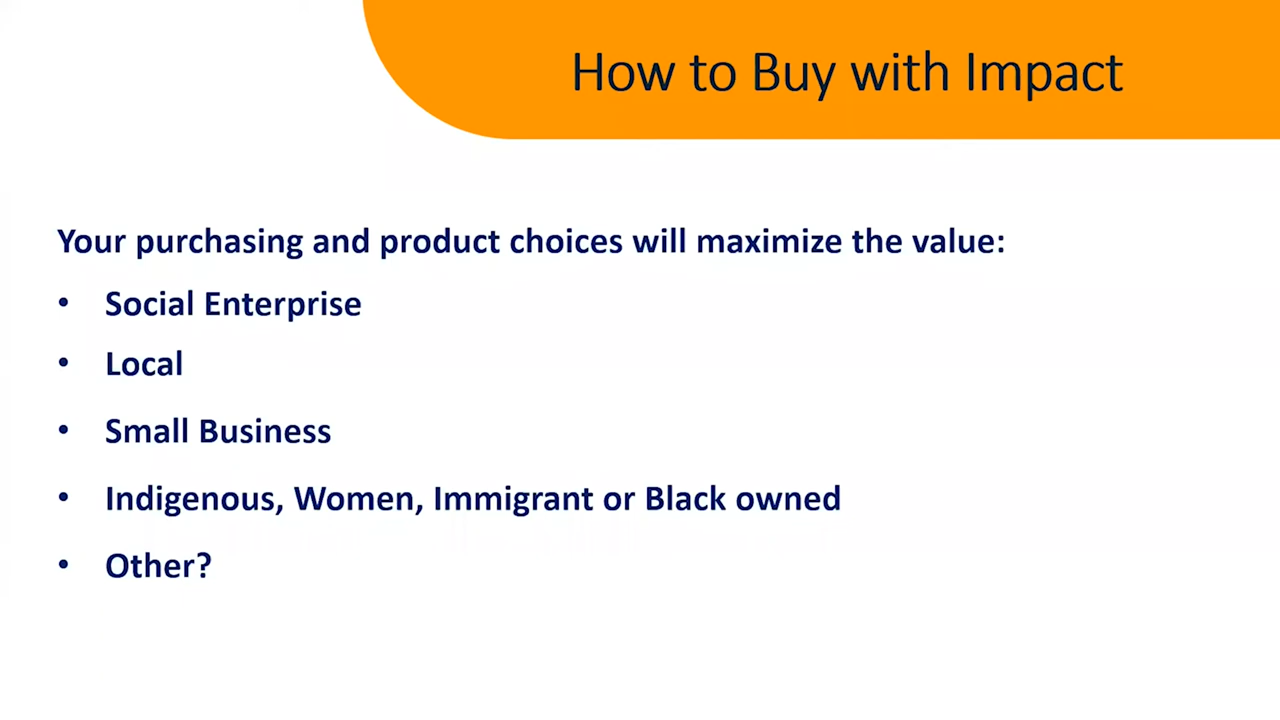 How to Buy with Impact
Your purchasing and product choices will maximize the value:
• Social Enterprise
• Local
• Small Business
• Indigenous, Women, Immigrant or Black owned
• Other?